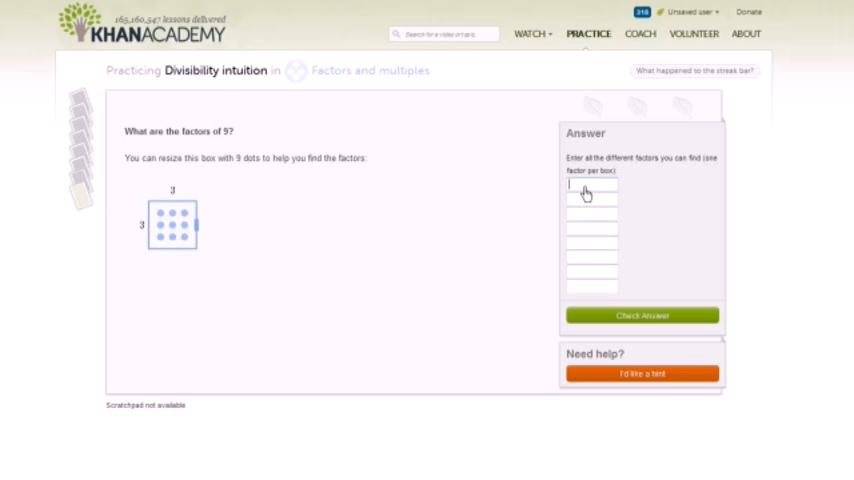 165,160,547 lessons delivered
KHANACADEMY
Search for a video or topic
318 Unsaved user Donate
WATCH PRACTICE COACH VOLUNTEER ABOUT
Practicing Divisibility intuition in Factors and multiples
What happened to the streak bar?
What are the factors of 9?
You can resize this box with 9 dots to help you find the factors:
3
3
Answer
Enter all the different factors you can find (one
factor per box):
Check Answer
Need help?
I'd like a hint
Scratchpad not available